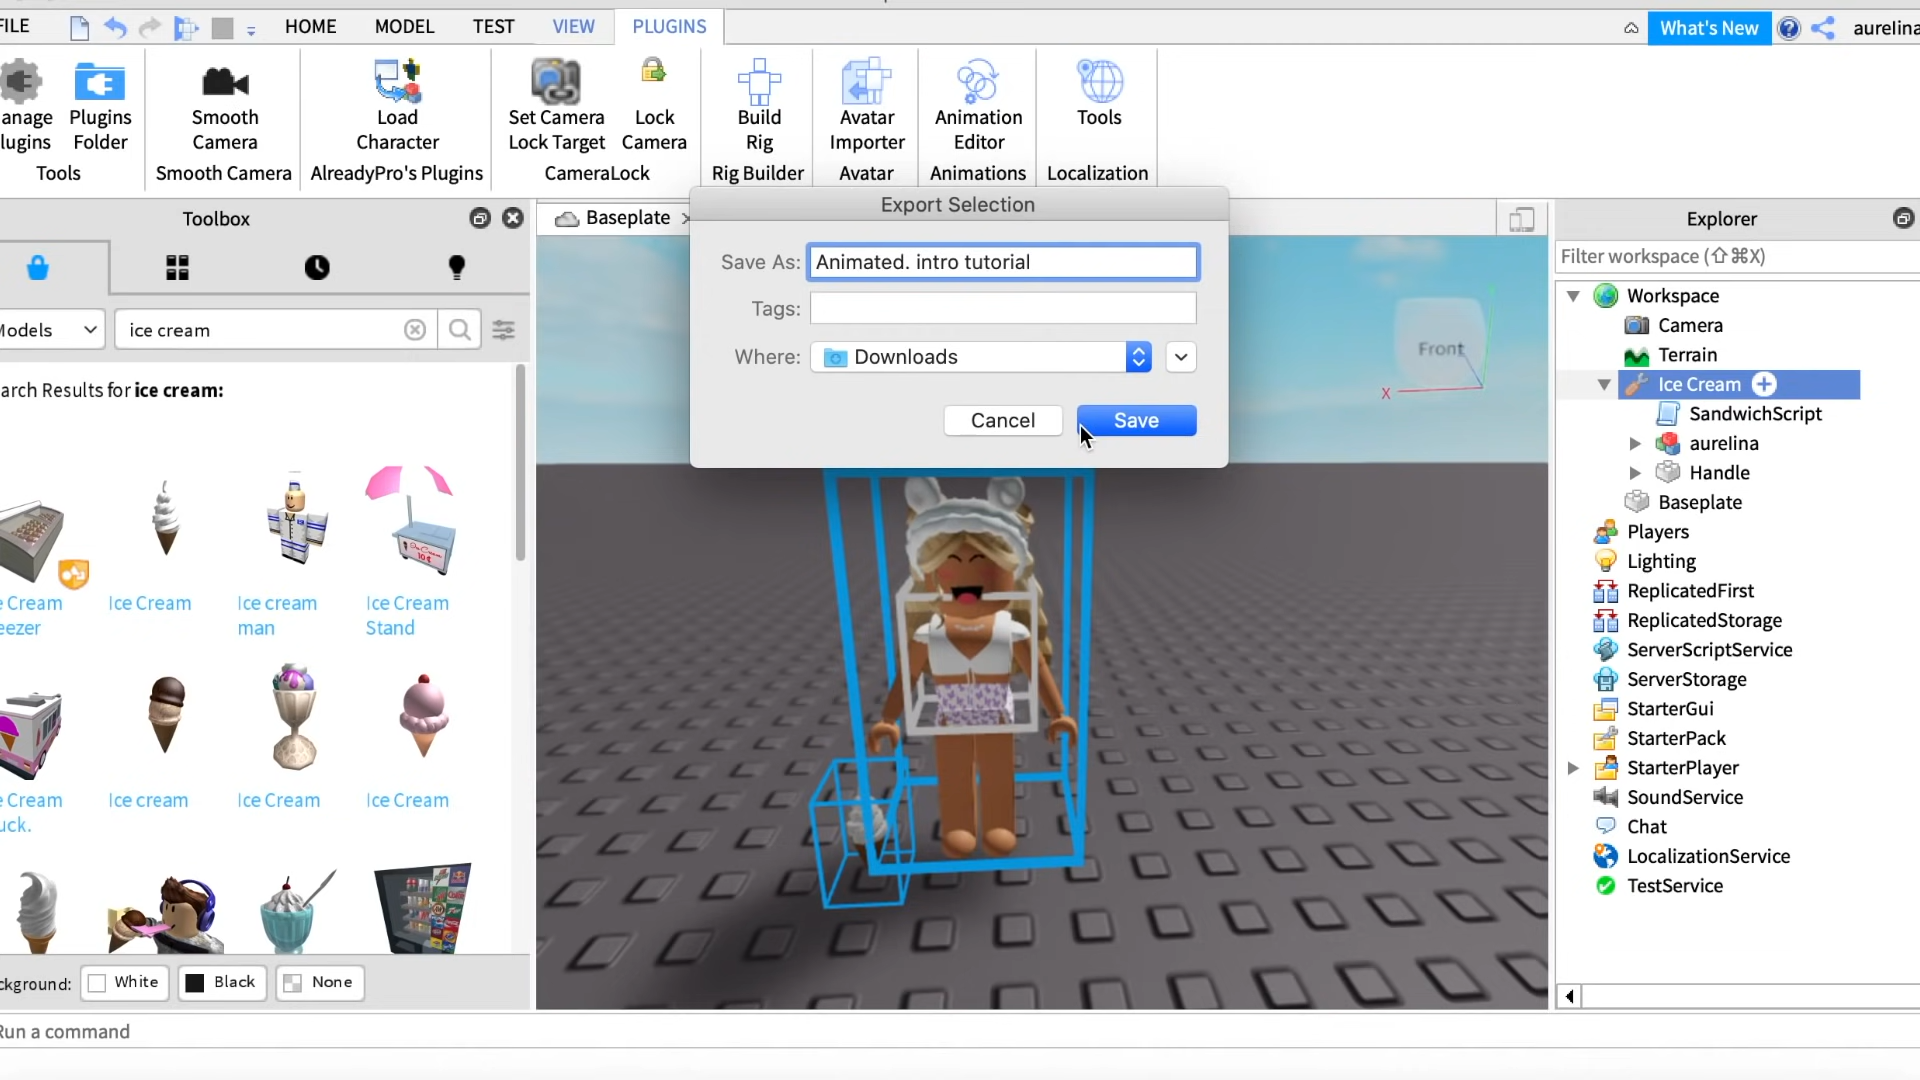 FILE HOME MODEL TEST VIEW PLUGINS What's New aurelina
anage Plugins
lugins Folder
Tools
Smooth
Camera
Smooth Camera
Load
Character
AlreadyPro's Plugins
Set Camera Lock
Lock Target Camera
CameraLock
Build
Rig
Rig Builder
Avatar
Importer
Avatar
Animation
Editor
Animations
Tools
Localization
Toolbox
Models
ice cream
arch Results for ice cream:
e Cream
eezer
Ice Cream
Ice cream
man
Ice Cream
Stand
e Cream
uck.
Ice cream
Ice Cream
Ice Cream
ckground: White Black None
Run a command
Baseplate
Export Selection
Save As: Animated. intro tutorial
Tags:
Where: Downloads
Cancel Save
Front
X
Explorer
Filter workspace (⇧⌘X)
Workspace
Camera
Terrain
Ice Cream
SandwichScript
aurelina
Handle
Baseplate
Players
Lighting
ReplicatedFirst
ReplicatedStorage
ServerScriptService
ServerStorage
StarterGui
StarterPack
StarterPlayer
SoundService
Chat
LocalizationService
TestService